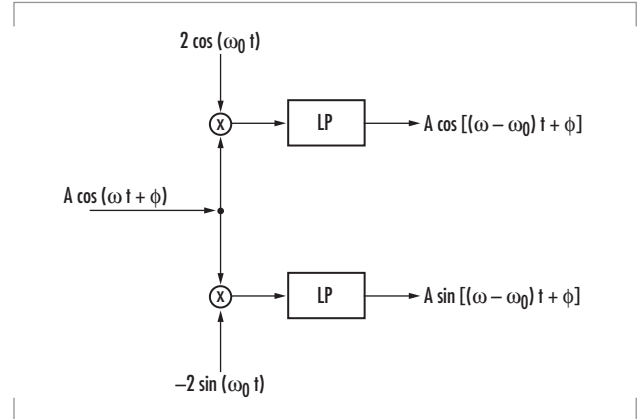 2 cos (ω₀ t)
X
LP
A cos [(ω – ω₀) t + ϕ]
A cos (ω t + ϕ)
X
LP
A sin [(ω – ω₀) t + ϕ]
–2 sin (ω₀ t)